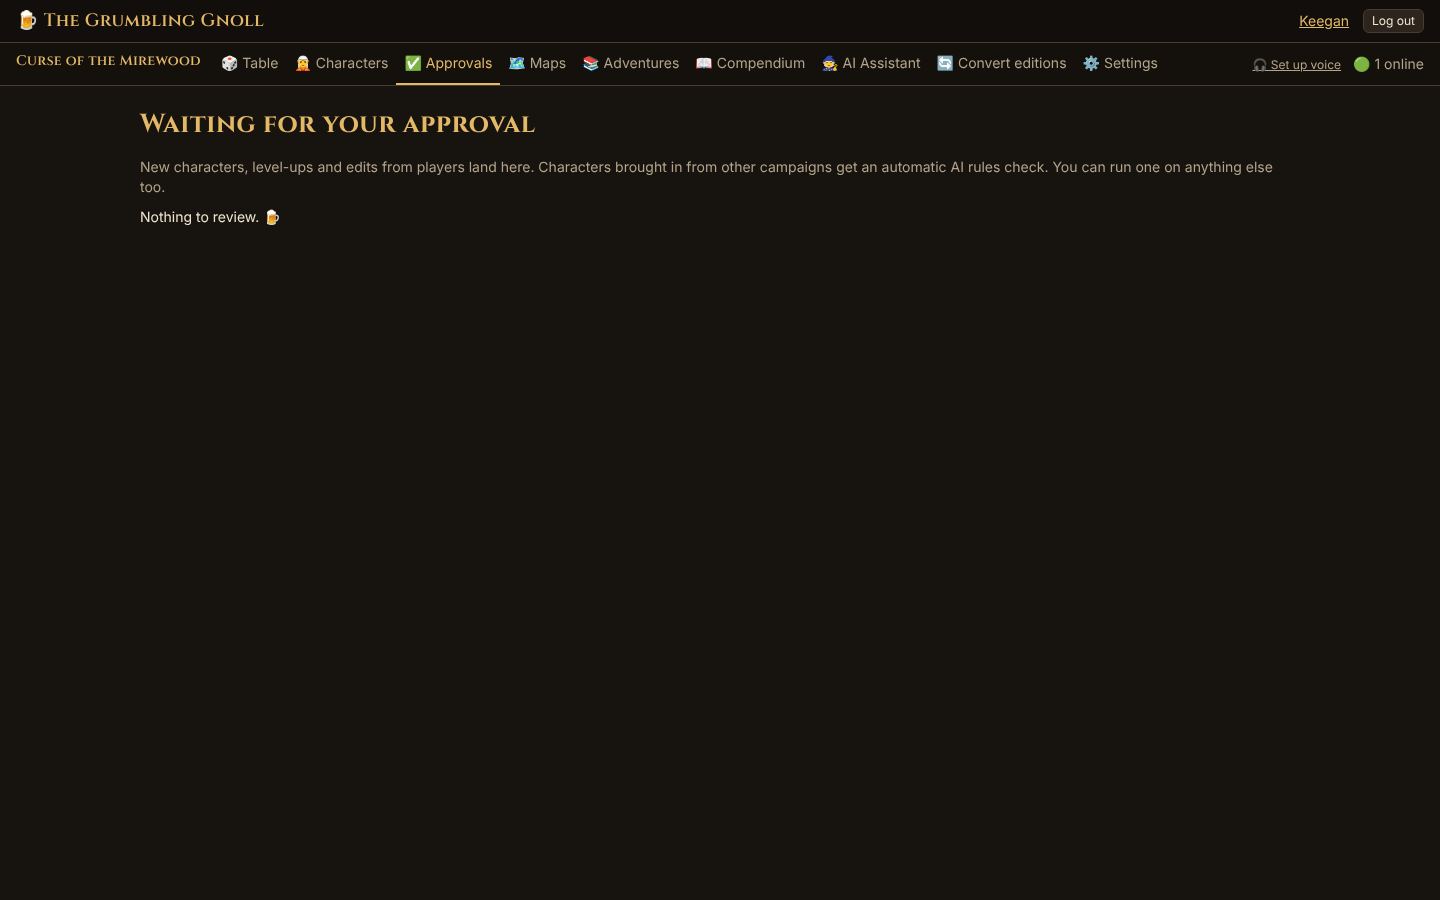 🍺 The Grumbling Gnoll
Keegan
Log out
Curse of the Mirewood
🎲 Table
🧝 Characters
✅ Approvals
🗺️ Maps
📚 Adventures
📖 Compendium
🧙 AI Assistant
🔄 Convert editions
⚙️ Settings
🎧 Set up voice
🟢 1 online
Waiting for your approval
New characters, level-ups and edits from players land here. Characters brought in from other campaigns get an automatic AI rules check. You can run one on anything else
too.
Nothing to review. 🍺